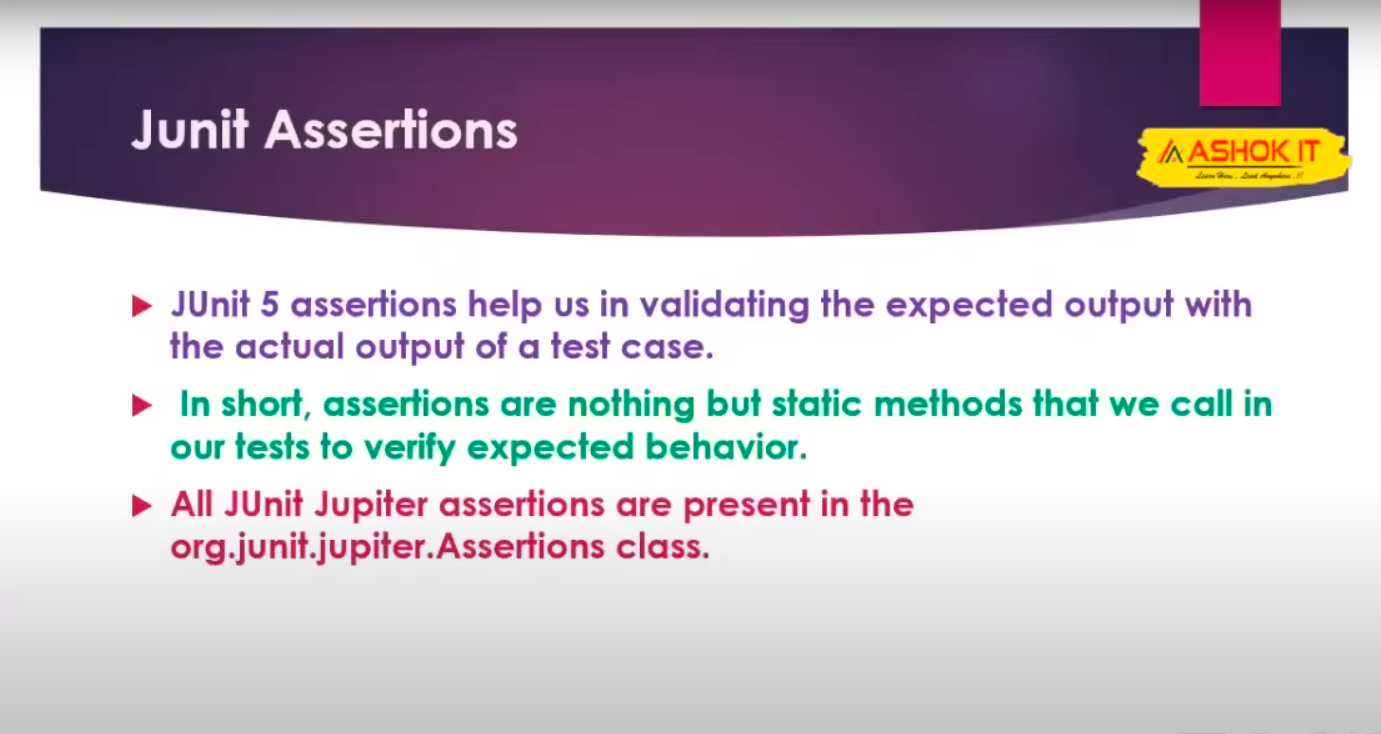 Junit Assertions
ASHOK IT
Learn Here.. Lead Anywhere..!!
JUnit 5 assertions help us in validating the expected output with
the actual output of a test case.
In short, assertions are nothing but static methods that we call in
our tests to verify expected behavior.
All JUnit Jupiter assertions are present in the
org.junit.jupiter.Assertions class.